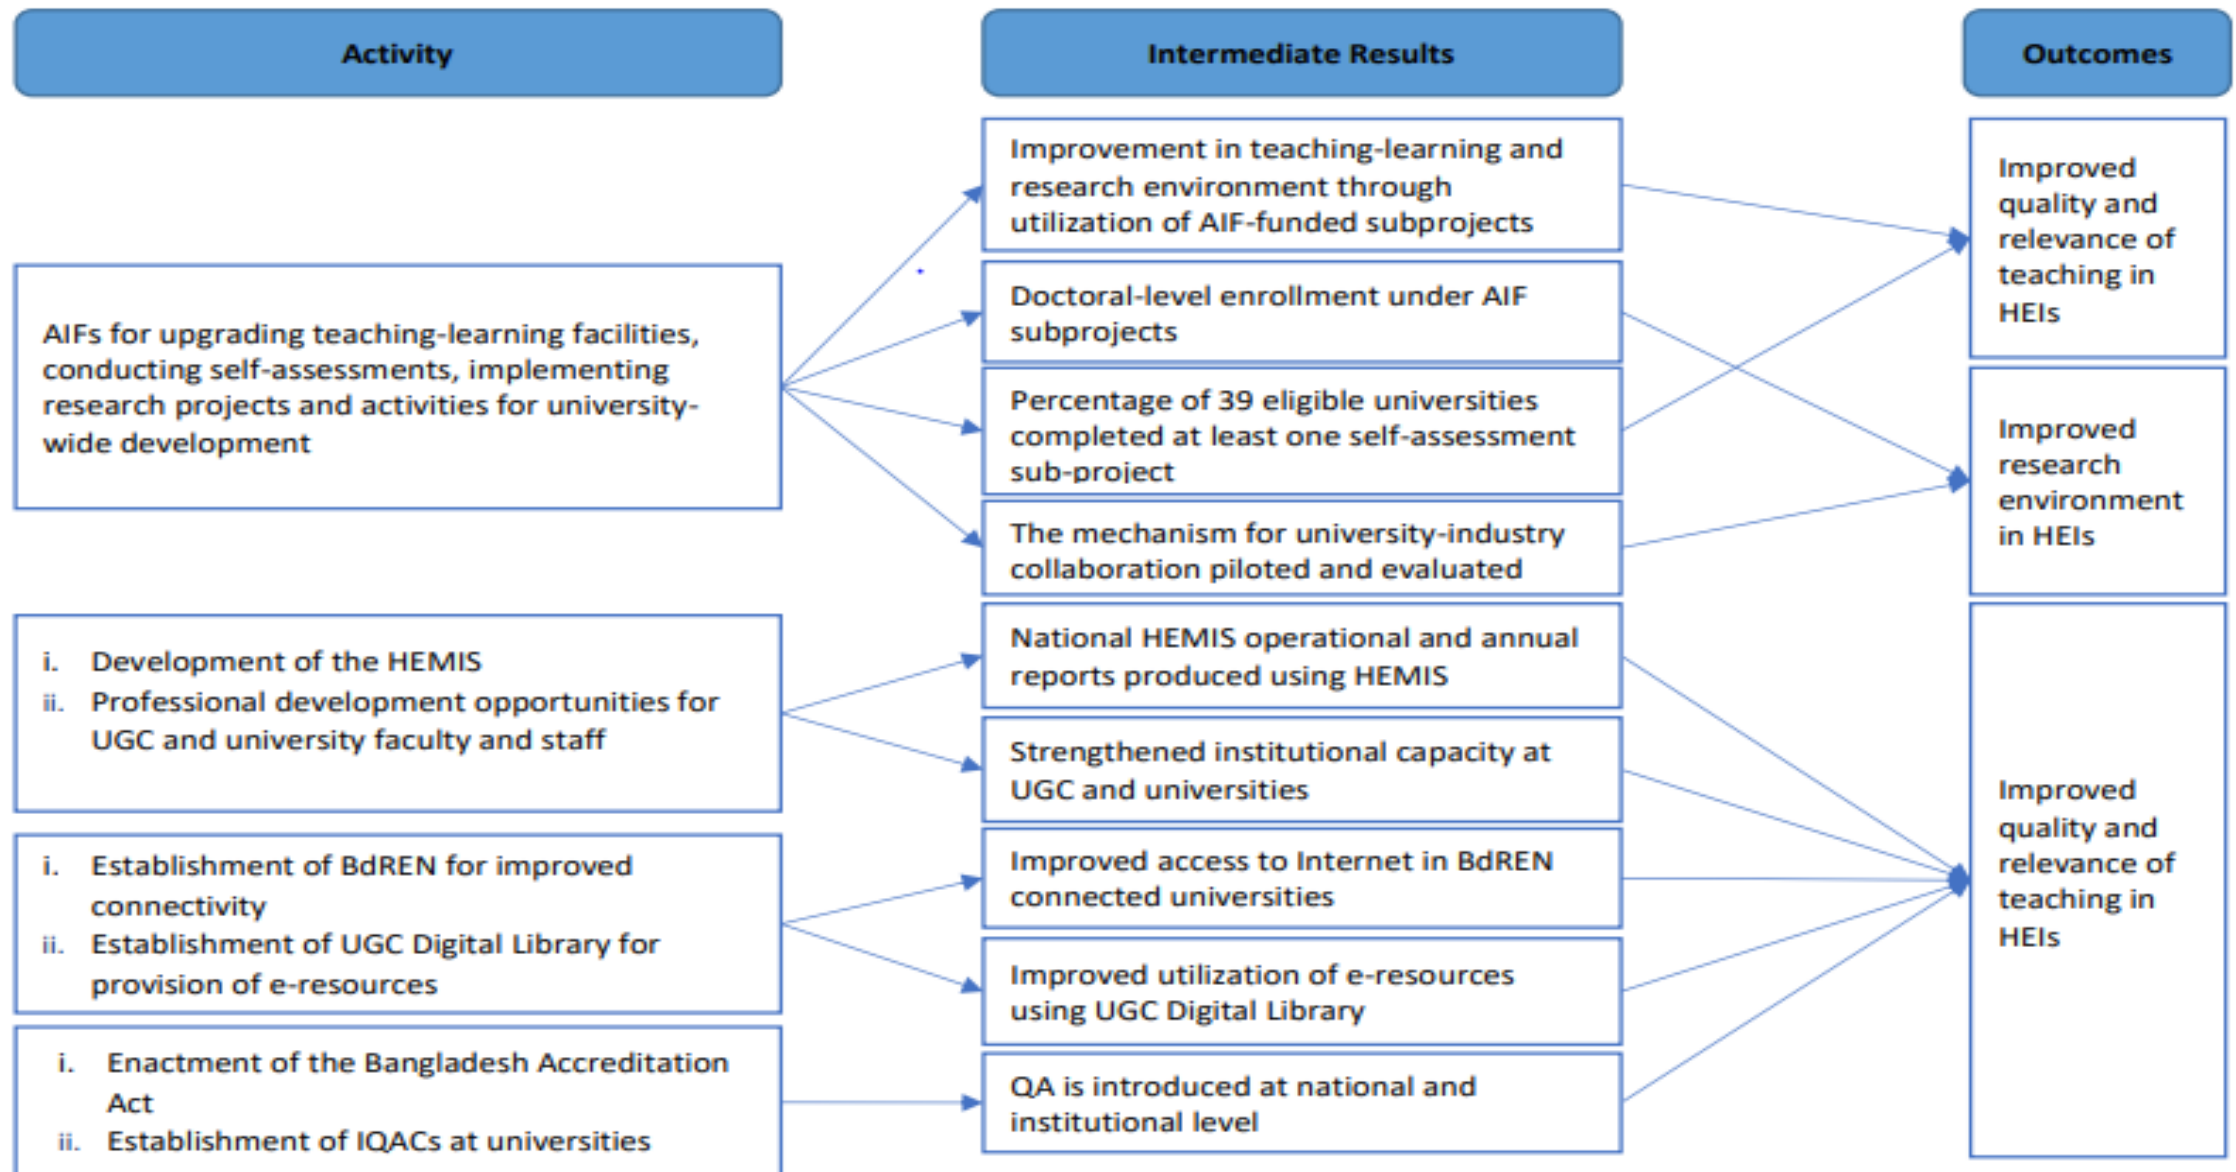 Activity
Intermediate Results
Outcomes
AIFs for upgrading teaching-learning facilities,
conducting self-assessments, implementing
research projects and activities for university-
wide development
i. Development of the HEMIS
ii. Professional development opportunities for
UGC and university faculty and staff
i. Establishment of BdREN for improved
connectivity
ii. Establishment of UGC Digital Library for
provision of e-resources
i. Enactment of the Bangladesh Accreditation
Act
ii. Establishment of IQACs at universities
Improvement in teaching-learning and
research environment through
utilization of AIF-funded subprojects
Doctoral-level enrollment under AIF
subprojects
Percentage of 39 eligible universities
completed at least one self-assessment
sub-project
The mechanism for university-industry
collaboration piloted and evaluated
National HEMIS operational and annual
reports produced using HEMIS
Strengthened institutional capacity at
UGC and universities
Improved access to Internet in BdREN
connected universities
Improved utilization of e-resources
using UGC Digital Library
QA is introduced at national and
institutional level
Improved
quality and
relevance of
teaching in
HEIs
Improved
research
environment
in HEIs
Improved
quality and
relevance of
teaching in
HEIs